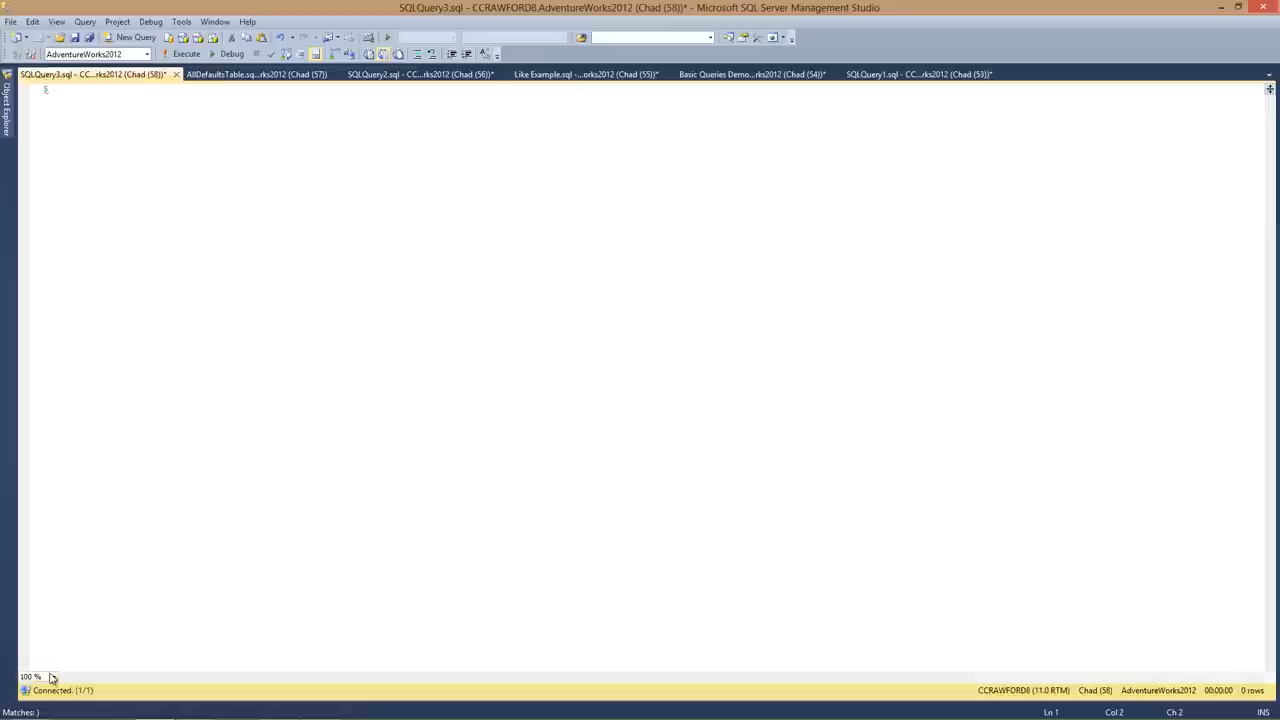 SQLQuery3.sql - CCRAWFORD8.AdventureWorks2012 (Chad (58))* - Microsoft SQL Server Management Studio
File Edit View Query Project Debug Tools Window Help
New Query
AdventureWorks2012 Execute Debug
SQLQuery3.sql - CC...rks2012 (Chad (58))* AllDefaultsTable.sq...rks2012 (Chad (57)) SQLQuery2.sql - CC...rks2012 (Chad (56))* Like Example.sql -...orks2012 (Chad (55))* Basic Queries Demo...rks2012 (Chad (54))* SQLQuery1.sql - CC...rks2012 (Chad (53))*
Object Explorer
s
100 %
Connected. (1/1) CCRAWFORD8 (11.0 RTM) Chad (58) AdventureWorks2012 00:00:00 0 rows
Matches: ) Ln 1 Col 2 Ch 2 INS